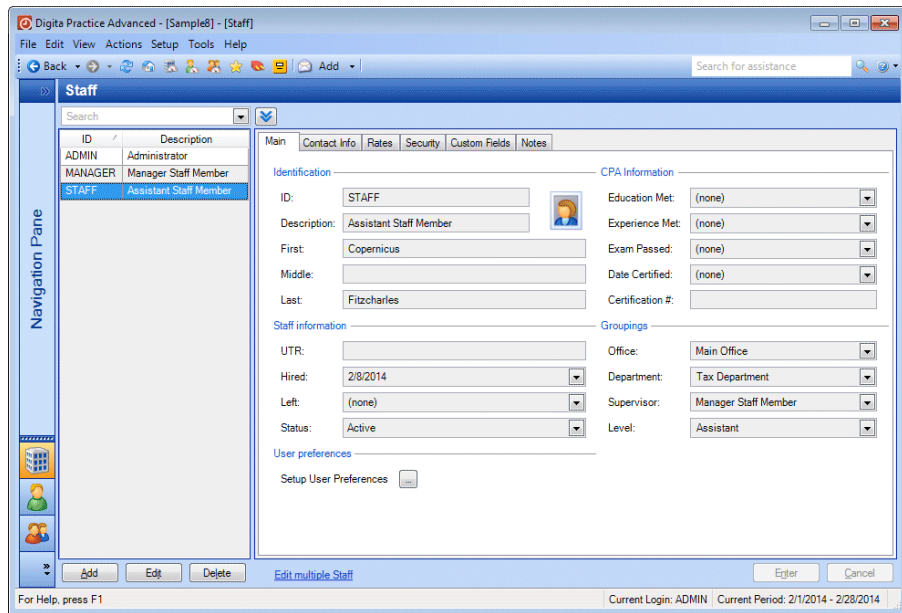 Digita Practice Advanced - [Sample8] - [Staff]
File Edit View Actions Setup Tools Help
Back Add Search for assistance
Staff
Search
ID Description
ADMIN Administrator
MANAGER Manager Staff Member
STAFF Assistant Staff Member
Navigation Pane
Main Contact Info Rates Security Custom Fields Notes
Identification CPA Information
ID: STAFF Education Met: (none)
Description: Assistant Staff Member Experience Met: (none)
First: Copernicus Exam Passed: (none)
Middle: Date Certified: (none)
Last: Fitzcharles Certification #:
Staff information Groupings
UTR: Office: Main Office
Hired: 2/8/2014 Department: Tax Department
Left: (none) Supervisor: Manager Staff Member
Status: Active Level: Assistant
User preferences
Setup User Preferences ...
Add Edit Delete Edit multiple Staff Enter Cancel
For Help, press F1 Current Login: ADMIN Current Period: 2/1/2014 - 2/28/2014